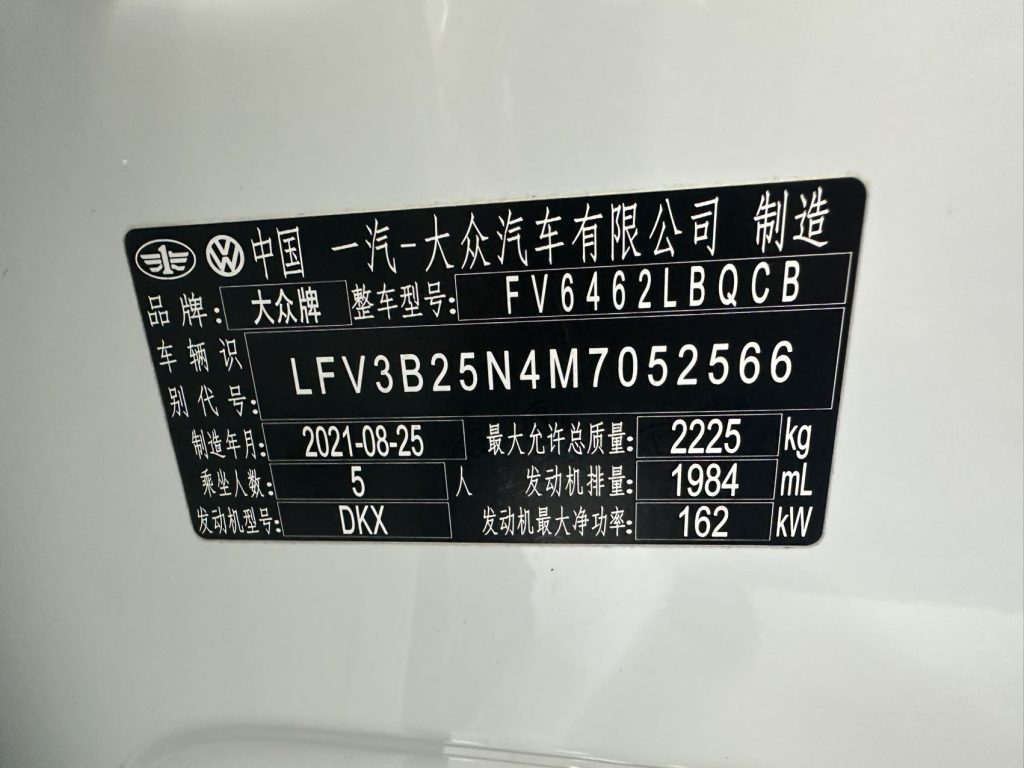 中国 一汽-大众汽车有限公司 制造
品牌: 大众牌 整车型号: FV6462LBQCB
车辆识别代号: LFV3B25N4M7052566
制造年月: 2021-08-25 最大允许总质量: 2225 kg
乘坐人数: 5 人 发动机排量: 1984 mL
发动机型号: DKX 发动机最大净功率: 162 kW